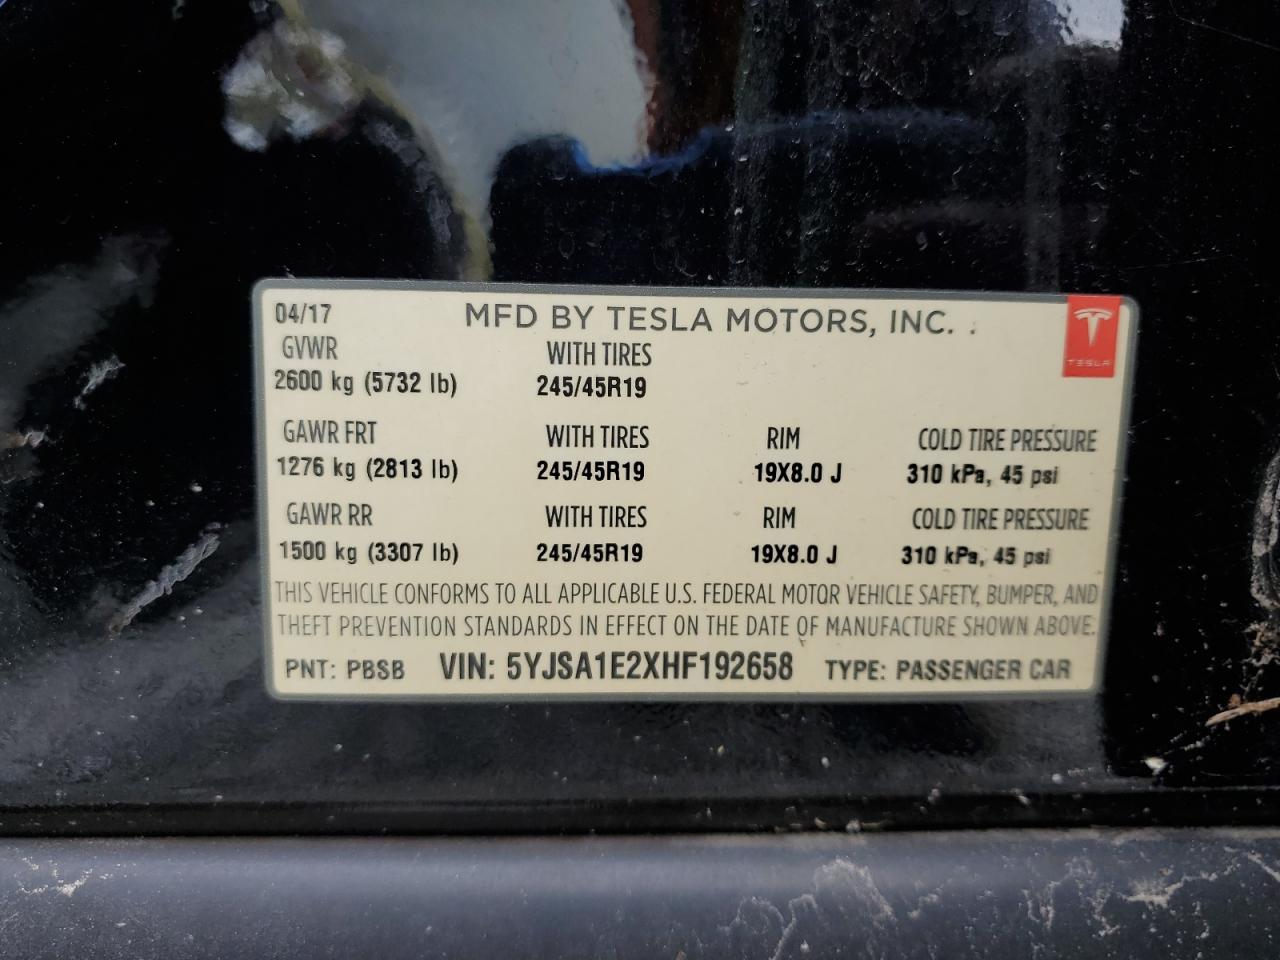 04/17 MFD BY TESLA MOTORS, INC.
TESLA
GVWR WITH TIRES
2600 kg (5732 lb) 245/45R19
GAWR FRT WITH TIRES RIM COLD TIRE PRESSURE
1276 kg (2813 lb) 245/45R19 19X8.0 J 310 kPa, 45 psi
GAWR RR WITH TIRES RIM COLD TIRE PRESSURE
1500 kg (3307 lb) 245/45R19 19X8.0 J 310 kPa, 45 psi
THIS VEHICLE CONFORMS TO ALL APPLICABLE U.S. FEDERAL MOTOR VEHICLE SAFETY, BUMPER, AND
THEFT PREVENTION STANDARDS IN EFFECT ON THE DATE OF MANUFACTURE SHOWN ABOVE.
PNT: PBSB VIN: 5YJSA1E2XHF192658 TYPE: PASSENGER CAR